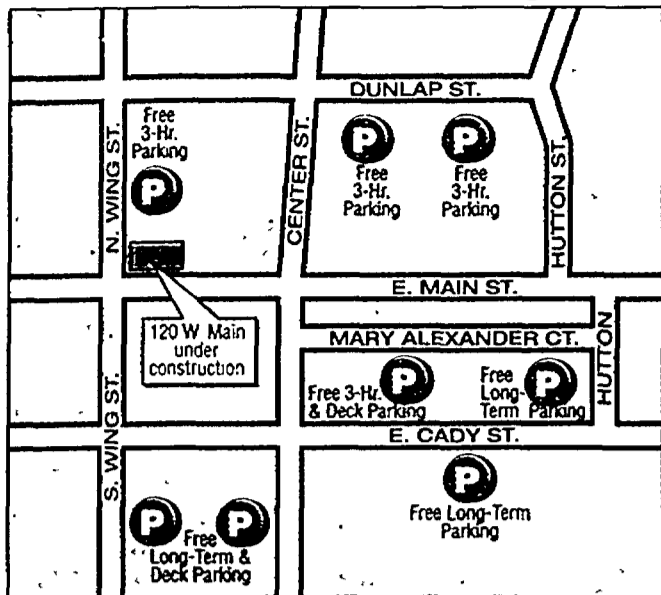 DUNLAP ST.
Free
3-Hr.
Parking
P
N. WING ST.
CENTER ST.
P
Free
3-Hr.
Parking
P
Free
3-Hr.
Parking
HUTTON ST.
E. MAIN ST.
120 W. Main
under
construction
MARY ALEXANDER CT.
HUTTON
P
Free 3-Hr.
& Deck Parking
P
Free
Long-
Term Parking
S. WING ST.
E. CADY ST.
P
Free Long-Term
Parking
P
P
Free
Long-Term &
Deck Parking